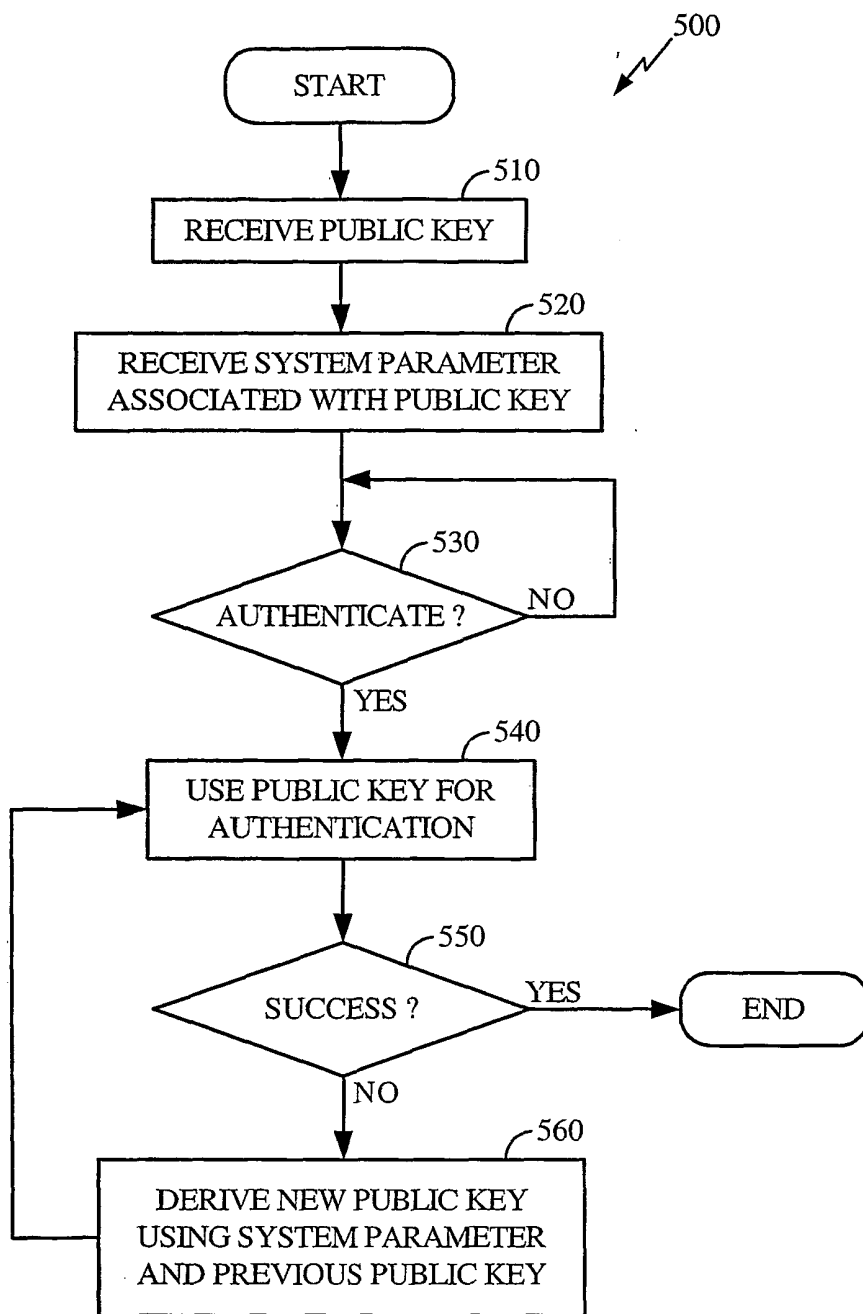 500
START
510
RECEIVE PUBLIC KEY
520
RECEIVE SYSTEM PARAMETER
ASSOCIATED WITH PUBLIC KEY
530
AUTHENTICATE ?
NO
YES
540
USE PUBLIC KEY FOR
AUTHENTICATION
550
SUCCESS ?
YES
END
NO
560
DERIVE NEW PUBLIC KEY
USING SYSTEM PARAMETER
AND PREVIOUS PUBLIC KEY